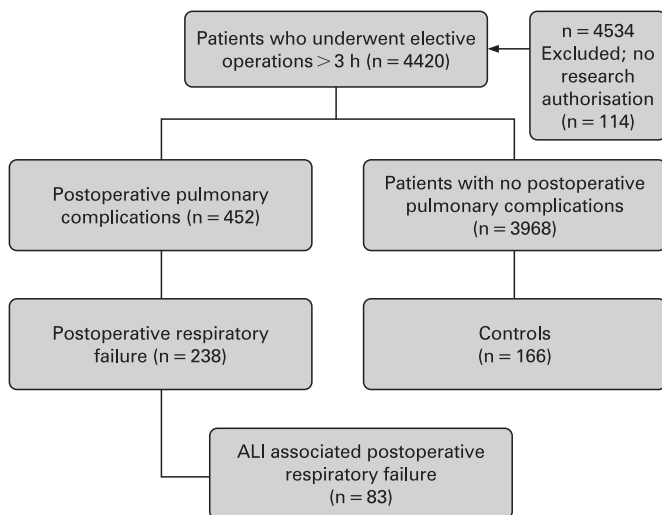 Patients who underwent elective
operations > 3 h (n = 4420)
n = 4534
Excluded; no
research
authorisation
(n = 114)
Postoperative pulmonary
complications (n = 452)
Patients with no postoperative
pulmonary complications
(n = 3968)
Postoperative respiratory
failure (n = 238)
Controls
(n = 166)
ALI associated postoperative
respiratory failure
(n = 83)